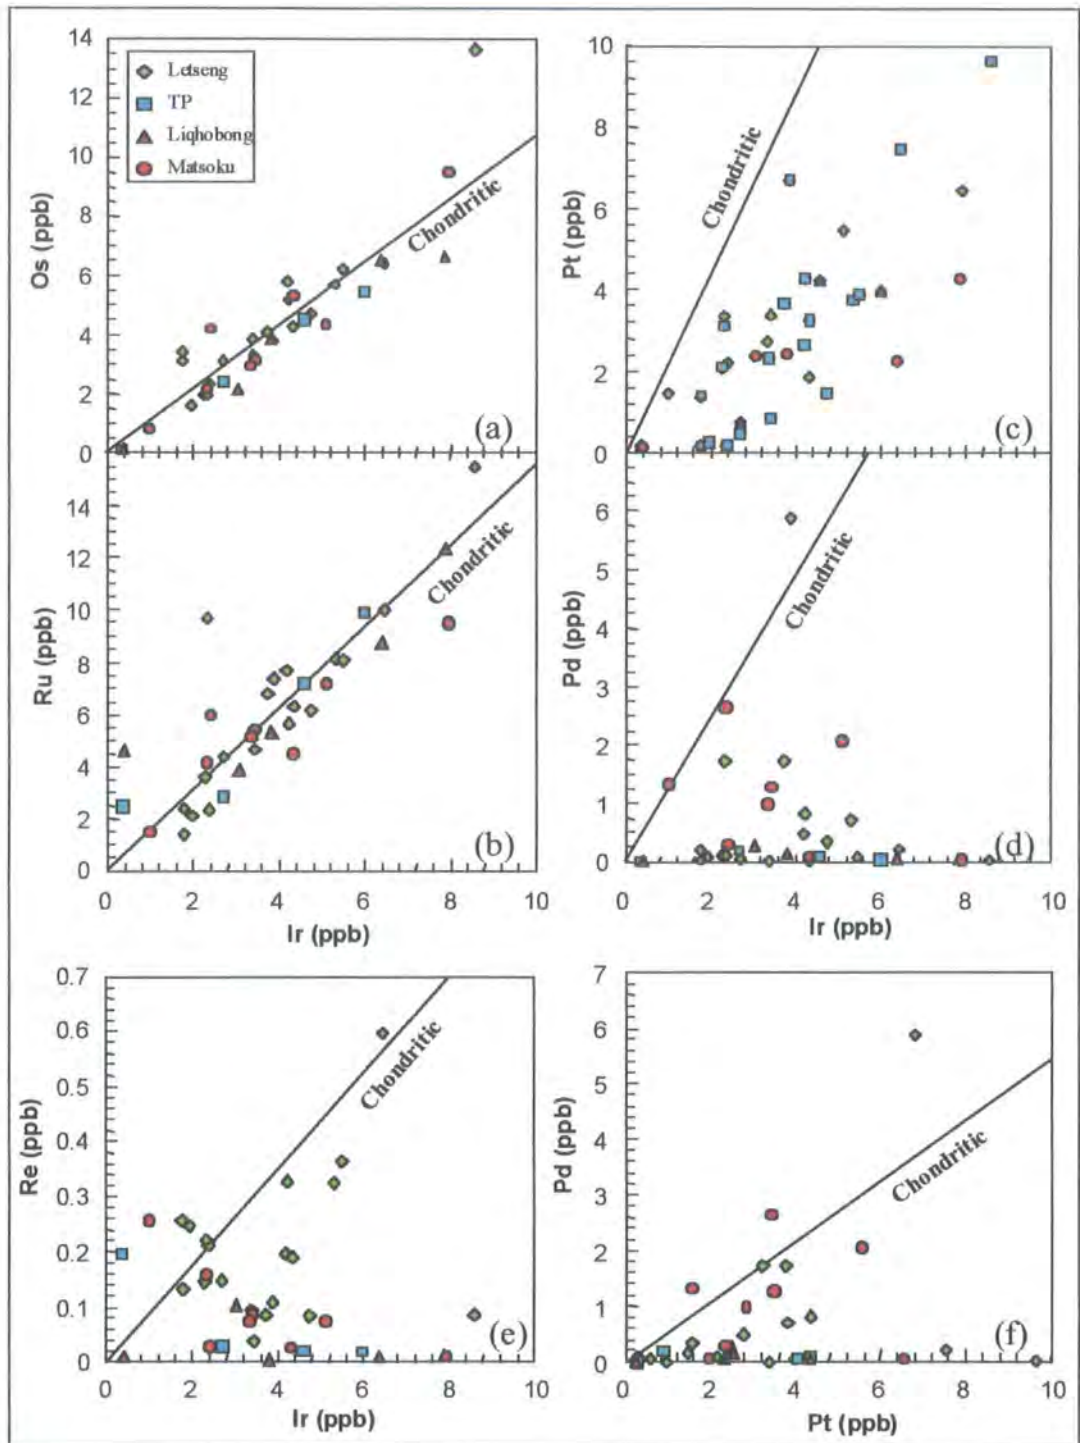 14
12
10
8
6
4
2
0
Os (ppb)
Letseng
TP
Liqhobong
Matsoku
Chondritic
(a)
14
12
10
8
6
4
2
0
Ru (ppb)
Chondritic
(b)
0 2 4 6 8 10
Ir (ppb)
10
8
6
4
2
0
Pt (ppb)
Chondritic
(c)
6
5
4
3
2
1
0
Pd (ppb)
Chondritic
(d)
0 2 4 6 8 10
Ir (ppb)
0.7
0.6
0.5
0.4
0.3
0.2
0.1
0
Re (ppb)
Chondritic
(e)
0 2 4 6 8 10
Ir (ppb)
7
6
5
4
3
2
1
0
Pd (ppb)
Chondritic
(f)
0 2 4 6 8 10
Pt (ppb)